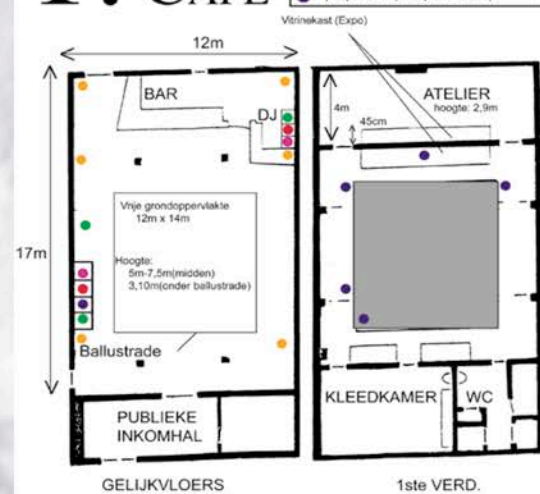 CAFÉ
Vitrinekast (Expo)
12m
BAR
DJ
17m
Vrije grondoppervlakte
12m x 14m
Hoogte:
5m-7,5m(midden)
3,10m(onder ballustrade)
Ballustrade
PUBLIEKE
INKOMHAL
GELIJKVLOERS
4m
ATELIER
hoogte: 2,9m
45cm
KLEEDKAMER
WC
1ste VERD.